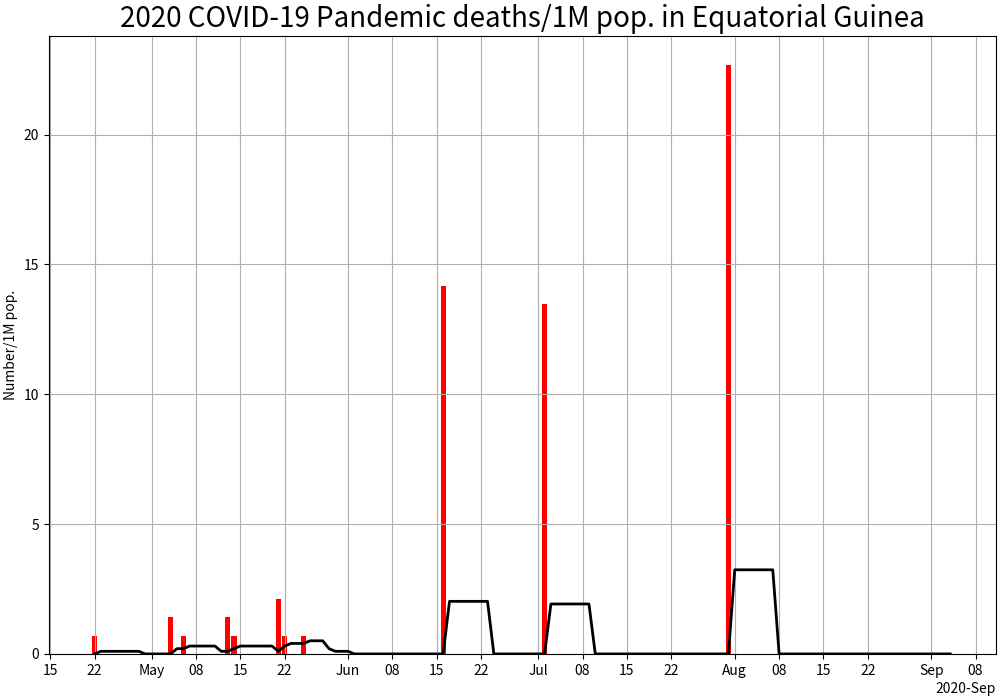 2020 COVID-19 Pandemic deaths/1M pop. in Equatorial Guinea
Number/1M pop.
20
15
10
5
0
15 22 May 08 15 22 Jun 08 15 22 Jul 08 15 22 Aug 08 15 22 Sep 08
2020-Sep